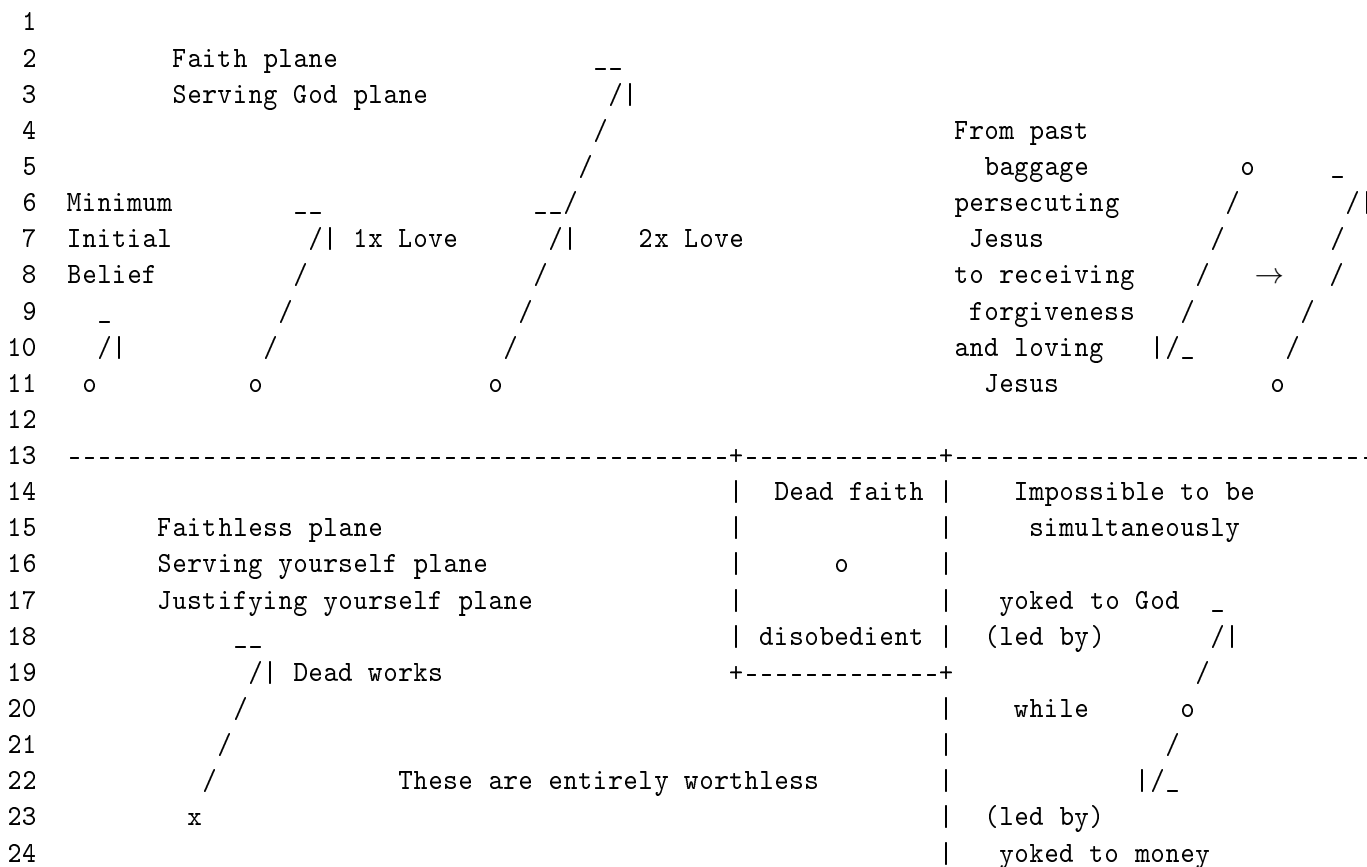 1
2         Faith plane                 __
3         Serving God plane            /|
4                                     /                       From past
5                                    /                          baggage            o     _
6  Minimum        __              __/                         persecuting       /       /|
7  Initial         /| 1x Love      /|    2x Love               Jesus          /       /
8  Belief         /               /                           to receiving    /   →   /
9    _           /               /                             forgiveness   /       /
10   /|         /               /                             and loving   |/_      /
11  o          o               o                                Jesus              o
12
13 --------------------------------------------+-------------+----------------------------
14                                             |  Dead faith |    Impossible to be
15       Faithless plane                       |             |     simultaneously
16       Serving yourself plane                |      o      |
17       Justifying yourself plane             |             |   yoked to God  _
18            __                               | disobedient |  (led by)       /|
19             /| Dead works                   +-------------+                /
20            /                                              |    while      o
21           /                                               |              /
22          /            These are entirely worthless        |            |/_
23         x                                                 |  (led by)
24                                                           |   yoked to money